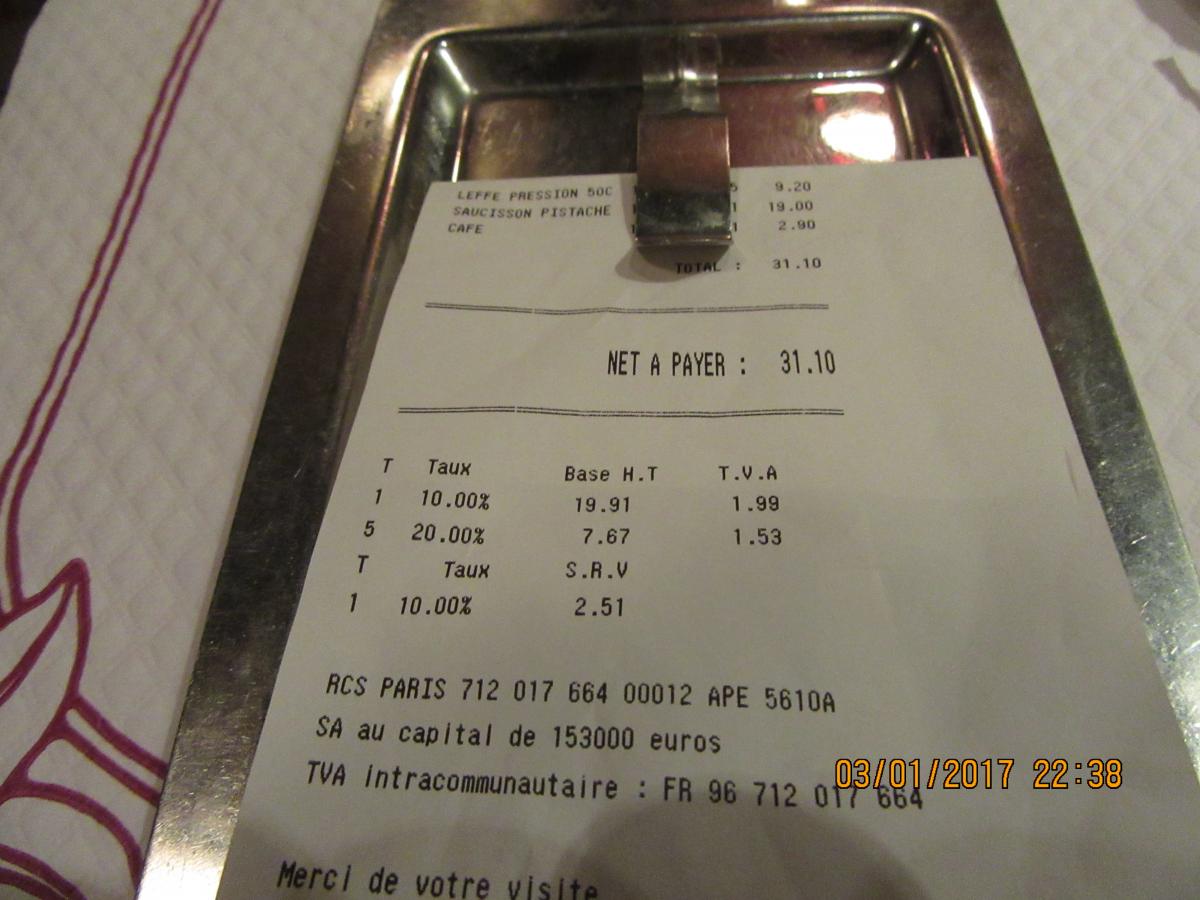 LEFFE PRESSION 50C 5 9.20
SAUCISSON PISTACHE 1 19.00
CAFE 1 2.90
TOTAL : 31.10
NET A PAYER : 31.10
T Taux Base H.T T.V.A
1 10.00% 19.91 1.99
5 20.00% 7.67 1.53
T Taux S.R.V
1 10.00% 2.51
RCS PARIS 712 017 664 00012 APE 5610A
SA au capital de 153000 euros
TVA intracommunautaire : FR 96 712 017 664
03/01/2017 22:38
Merci de votre visite